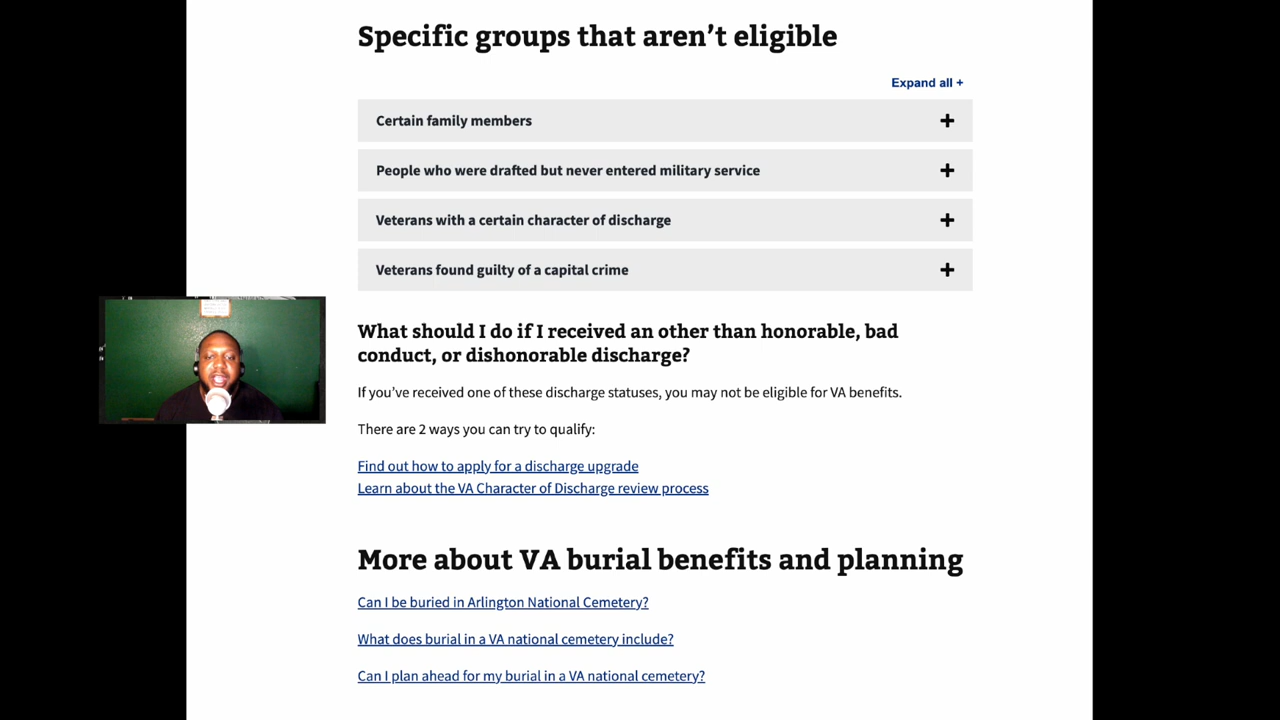 Specific groups that aren’t eligible
Expand all +
Certain family members
People who were drafted but never entered military service
Veterans with a certain character of discharge
Veterans found guilty of a capital crime
What should I do if I received an other than honorable, bad
conduct, or dishonorable discharge?
If you’ve received one of these discharge statuses, you may not be eligible for VA benefits.
There are 2 ways you can try to qualify:
Find out how to apply for a discharge upgrade
Learn about the VA Character of Discharge review process
More about VA burial benefits and planning
Can I be buried in Arlington National Cemetery?
What does burial in a VA national cemetery include?
Can I plan ahead for my burial in a VA national cemetery?